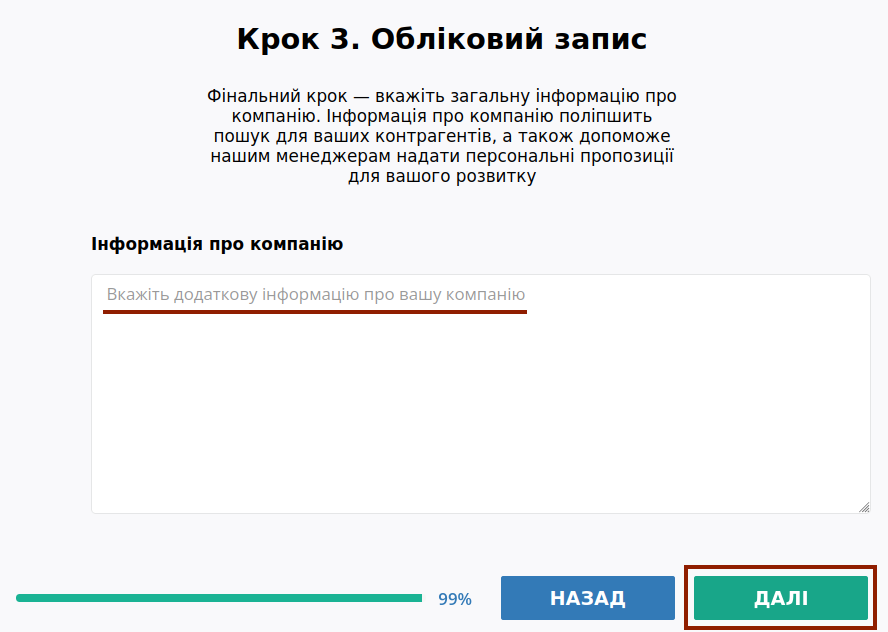 Крок 3. Обліковий запис
Фінальний крок — вкажіть загальну інформацію про
компанію. Інформація про компанію поліпшить
пошук для ваших контрагентів, а також допоможе
нашим менеджерам надати персональні пропозиції
для вашого розвитку
Інформація про компанію
Вкажіть додаткову інформацію про вашу компанію
99%
НАЗАД
ДАЛІ